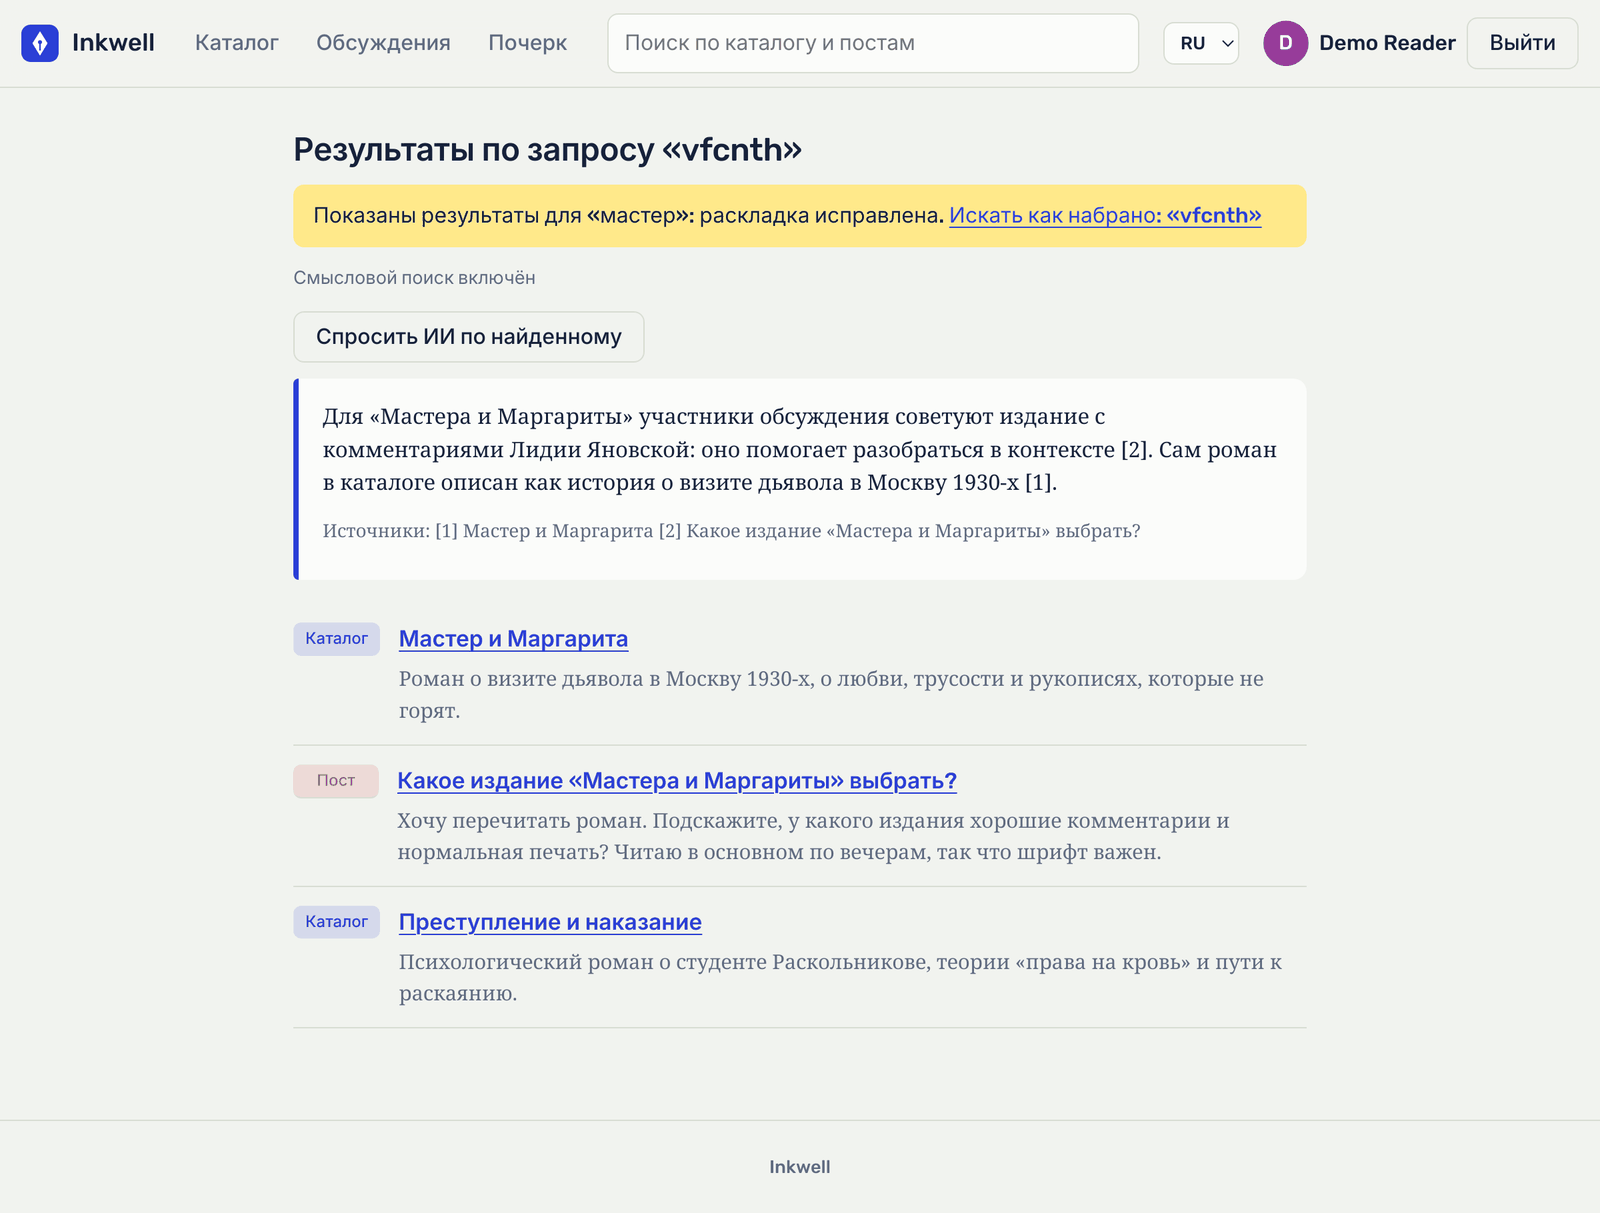 Inkwell
Каталог
Обсуждения
Почерк
Поиск по каталогу и постам
RU
D
Demo Reader
Выйти
Результаты по запросу «vfcnth»
Показаны результаты для «мастер»: раскладка исправлена. Искать как набрано: «vfcnth»
Смысловой поиск включён
Спросить ИИ по найденному
Для «Мастера и Маргариты» участники обсуждения советуют издание с
комментариями Лидии Яновской: оно помогает разобраться в контексте [2]. Сам роман
в каталоге описан как история о визите дьявола в Москву 1930-х [1].
Источники: [1] Мастер и Маргарита [2] Какое издание «Мастера и Маргариты» выбрать?
Каталог
Мастер и Маргарита
Роман о визите дьявола в Москву 1930-х, о любви, трусости и рукописях, которые не
горят.
Пост
Какое издание «Мастера и Маргариты» выбрать?
Хочу перечитать роман. Подскажите, у какого издания хорошие комментарии и
нормальная печать? Читаю в основном по вечерам, так что шрифт важен.
Каталог
Преступление и наказание
Психологический роман о студенте Раскольникове, теории «права на кровь» и пути к
раскаянию.
Inkwell